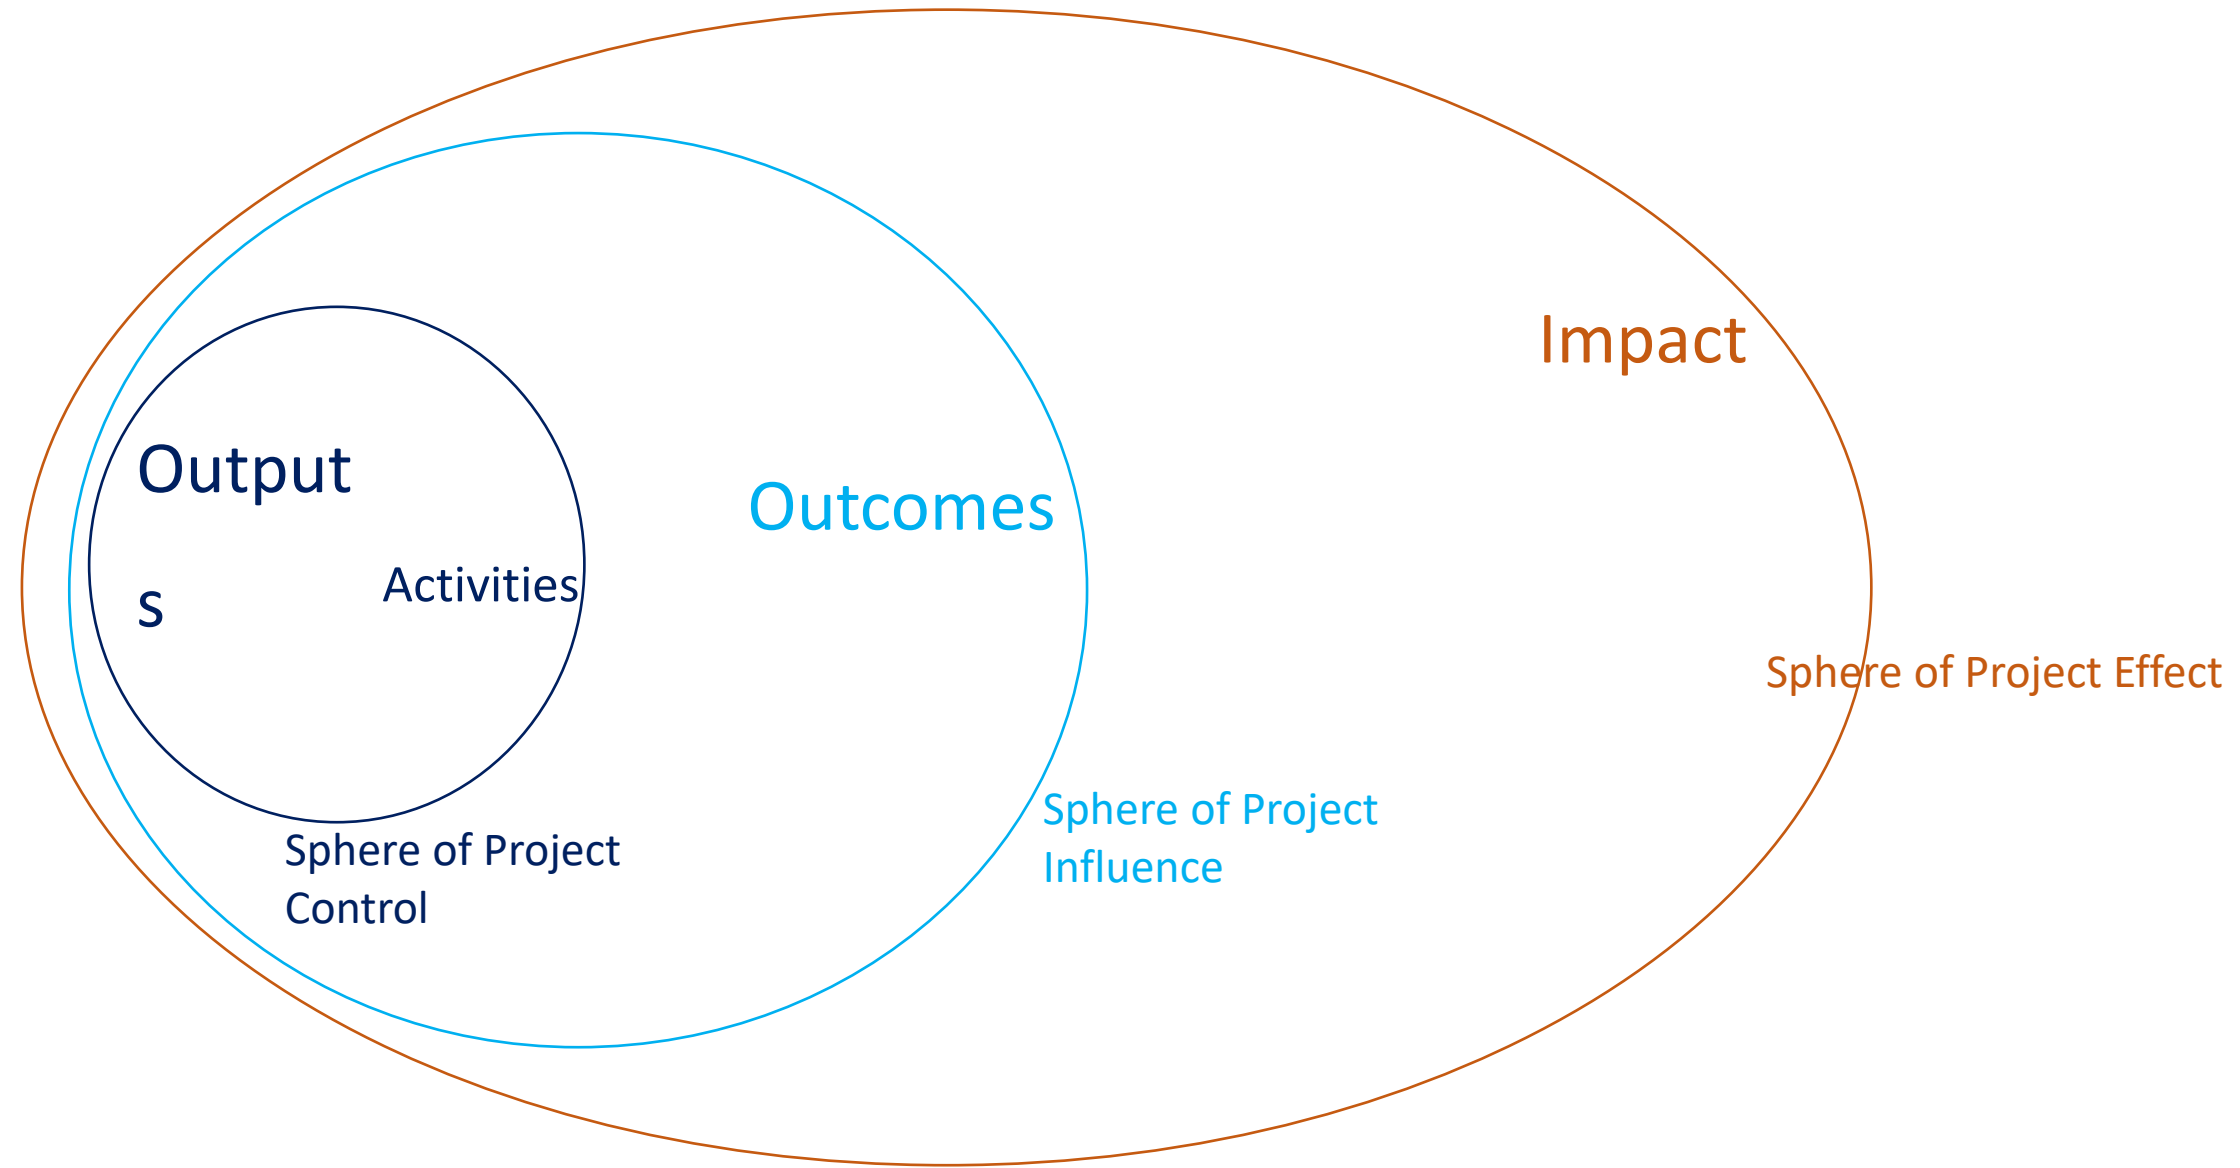 Impact
Output
s
Outcomes
Activities
Sphere of Project Effect
Sphere of Project
Influence
Sphere of Project
Control